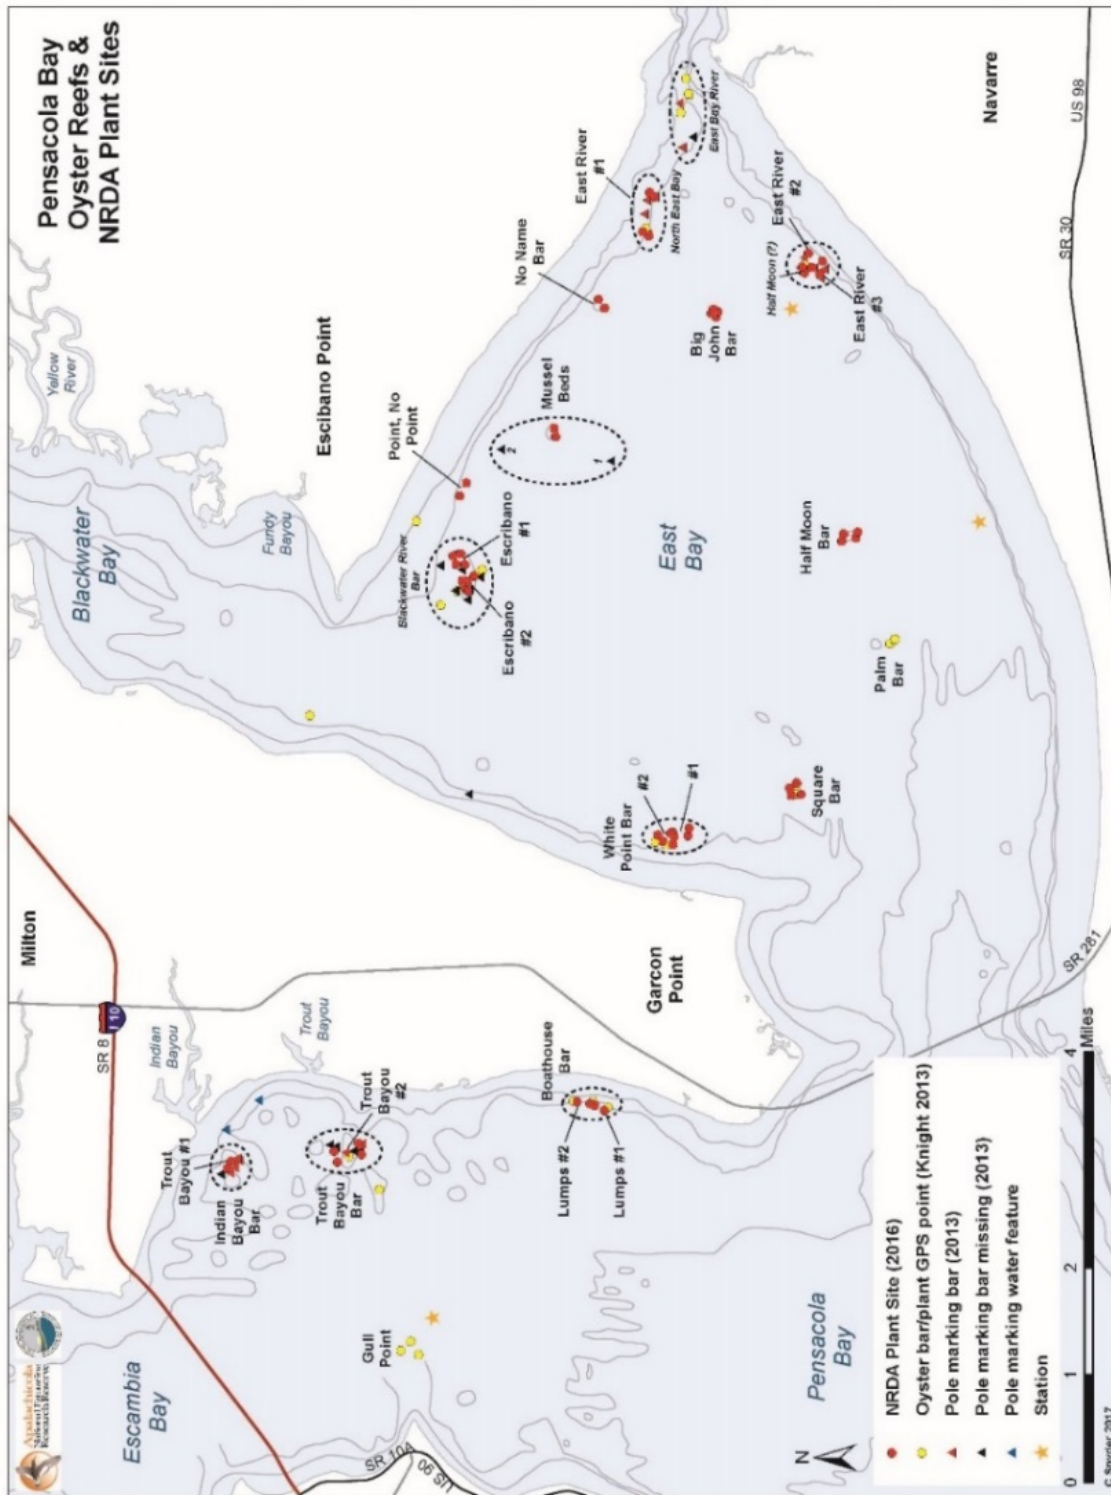 Pensacola Bay
Oyster Reefs &
NRDA Plant Sites
Apalachicola
Escambia
Bay
SR 10A
US 90
Milton
SR 8
I 10
Indian
Bayou
Trout
Bayou
Trout
Bayou #1
Indian
Bayou
Bar
Trout
Bayou
#2
Trout
Bayou
Bar
Gull
Point
Boathouse
Bar
Lumps #2
Lumps #1
Garcon
Point
Pensacola
Bay
Blackwater
Bay
Yellow
River
Fundy
Bayou
Escibano Point
Blackwater River
Bar
Point, No
Point
Escribano
#1
Escribano
#2
Mussel
Beds
2
1
No Name
Bar
East River
#1
North East Bay
East Bay River
Big
John
Bar
East River
#2
Half Moon (?)
East River
#3
East
Bay
Half Moon
Bar
Palm
Bar
Square
Bar
White
Point Bar
#2
#1
Navarre
US 98
SR 30
SR 281
N
NRDA Plant Site (2016)
Oyster bar/plant GPS point (Knight 2013)
Pole marking bar (2013)
Pole marking bar missing (2013)
Pole marking water feature
Station
0 1 2 4
Miles
C Snyder 2017